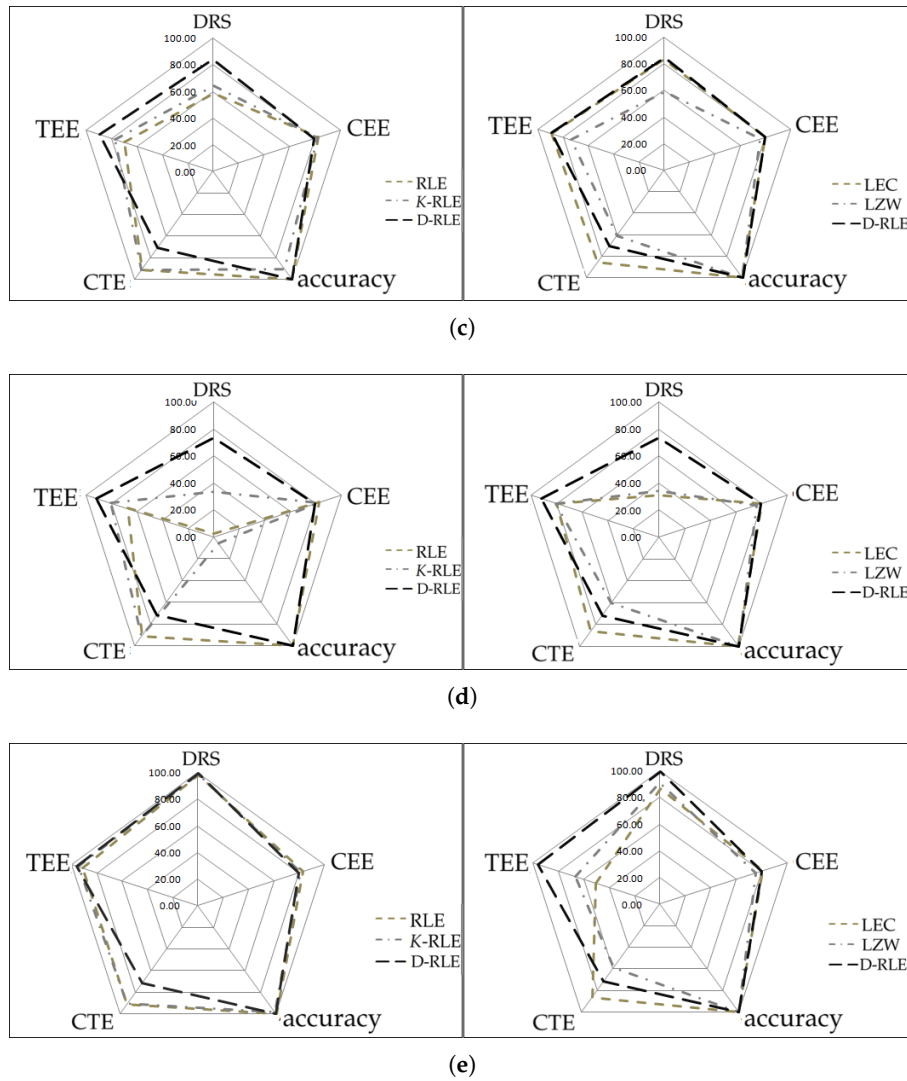 DRS
100.00
80.00
60.00
40.00
20.00
0.00
TEE
CEE
CTE
accuracy
RLE
K-RLE
D-RLE
DRS
100.00
80.00
60.00
40.00
20.00
0.00
TEE
CEE
CTE
accuracy
LEC
LZW
D-RLE
(c)
DRS
100.00
80.00
60.00
40.00
20.00
0.00
TEE
CEE
CTE
accuracy
RLE
K-RLE
D-RLE
DRS
100.00
80.00
60.00
40.00
20.00
0.00
TEE
CEE
CTE
accuracy
LEC
LZW
D-RLE
(d)
DRS
100.00
80.00
60.00
40.00
20.00
0.00
TEE
CEE
CTE
accuracy
RLE
K-RLE
D-RLE
DRS
100.00
80.00
60.00
40.00
20.00
0.00
TEE
CEE
CTE
accuracy
LEC
LZW
D-RLE
(e)